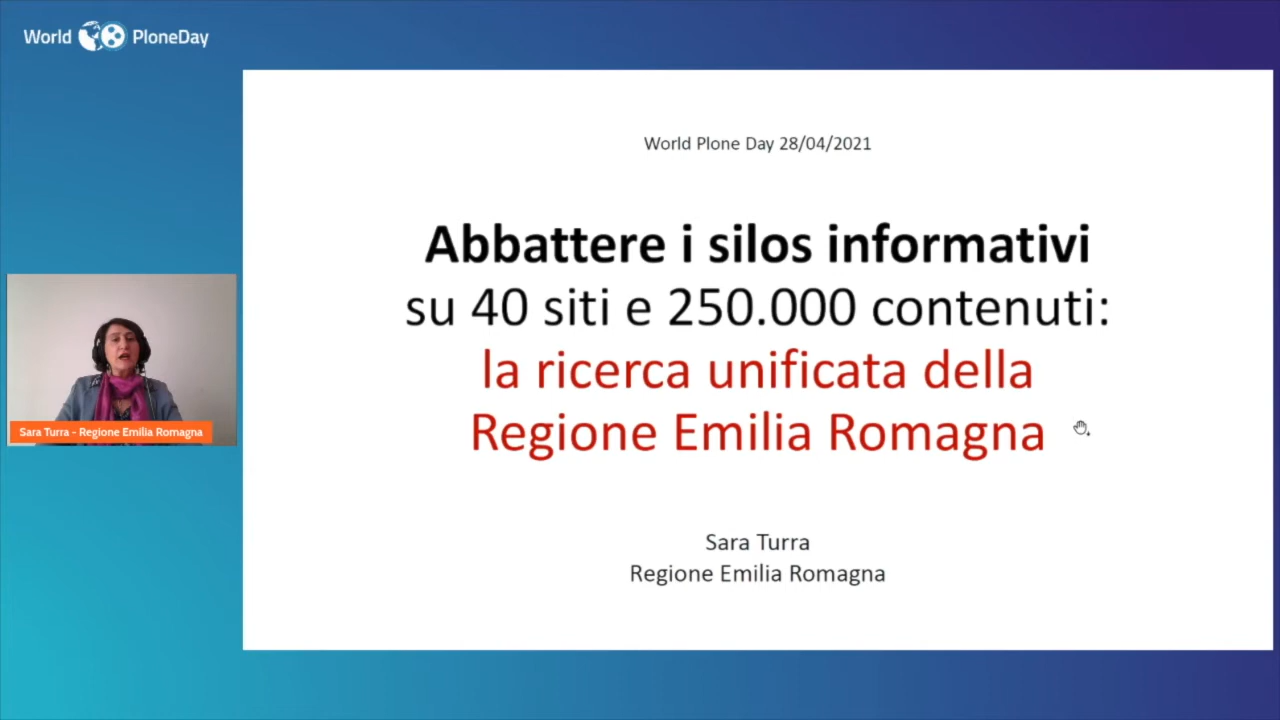 World PloneDay
World Plone Day 28/04/2021
Abbattere i silos informativi
su 40 siti e 250.000 contenuti:
la ricerca unificata della
Regione Emilia Romagna
Sara Turra - Regione Emilia Romagna
Sara Turra
Regione Emilia Romagna